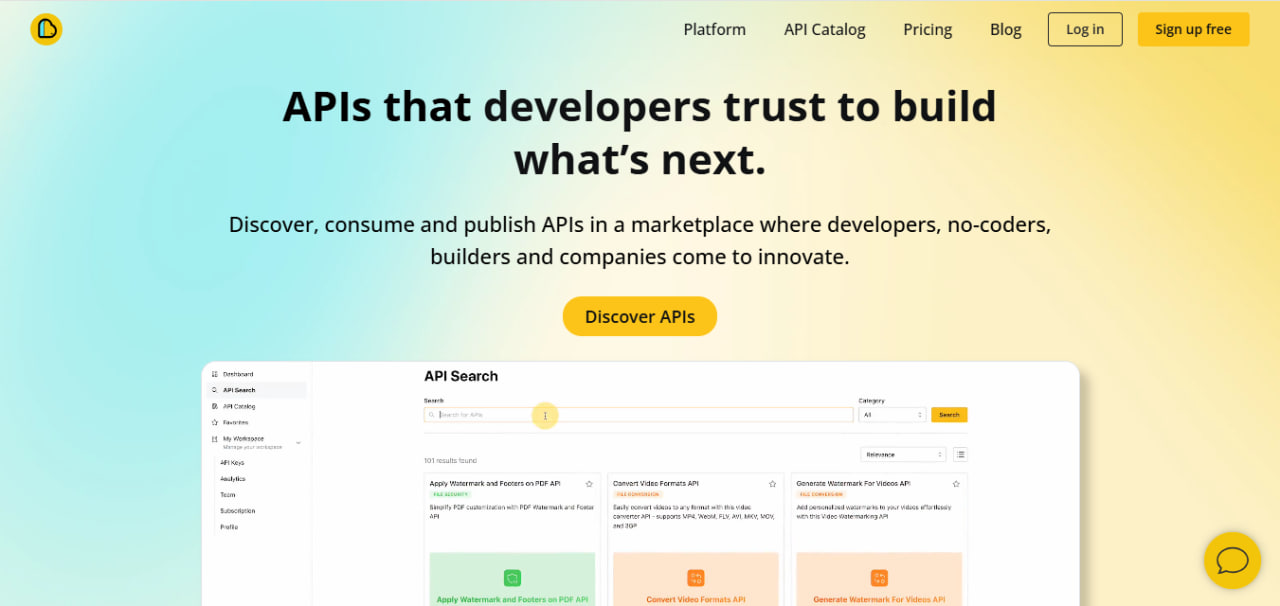 Platform
API Catalog
Pricing
Blog
Log in
Sign up free
APIs that developers trust to build
what's next.
Discover, consume and publish APIs in a marketplace where developers, no-coders,
builders and companies come to innovate.
Discover APIs
Dashboard
API Search
API Catalog
Favorites
My Workspace
Manage your workspace
API Keys
Analytics
Team
Subscription
Profile
API Search
Search
Category
Search for APIs
All
Search
101 results found
Relevance
Apply Watermark and Footers on PDF API
FILE SECURITY
Simplify PDF customization with PDF Watermark and Footer
API
Apply Watermark and Footers on PDF API
Convert Video Formats API
FILE CONVERSION
Easily convert videos to any format with this video
converter API – supports MP4, WebM, FLV, AVI, MKV, MOV,
and 3GP
Convert Video Formats API
Generate Watermark For Videos API
FILE CONVERSION
Add personalized watermarks to your videos effortlessly
with this Video Watermarking API
Generate Watermark For Videos API